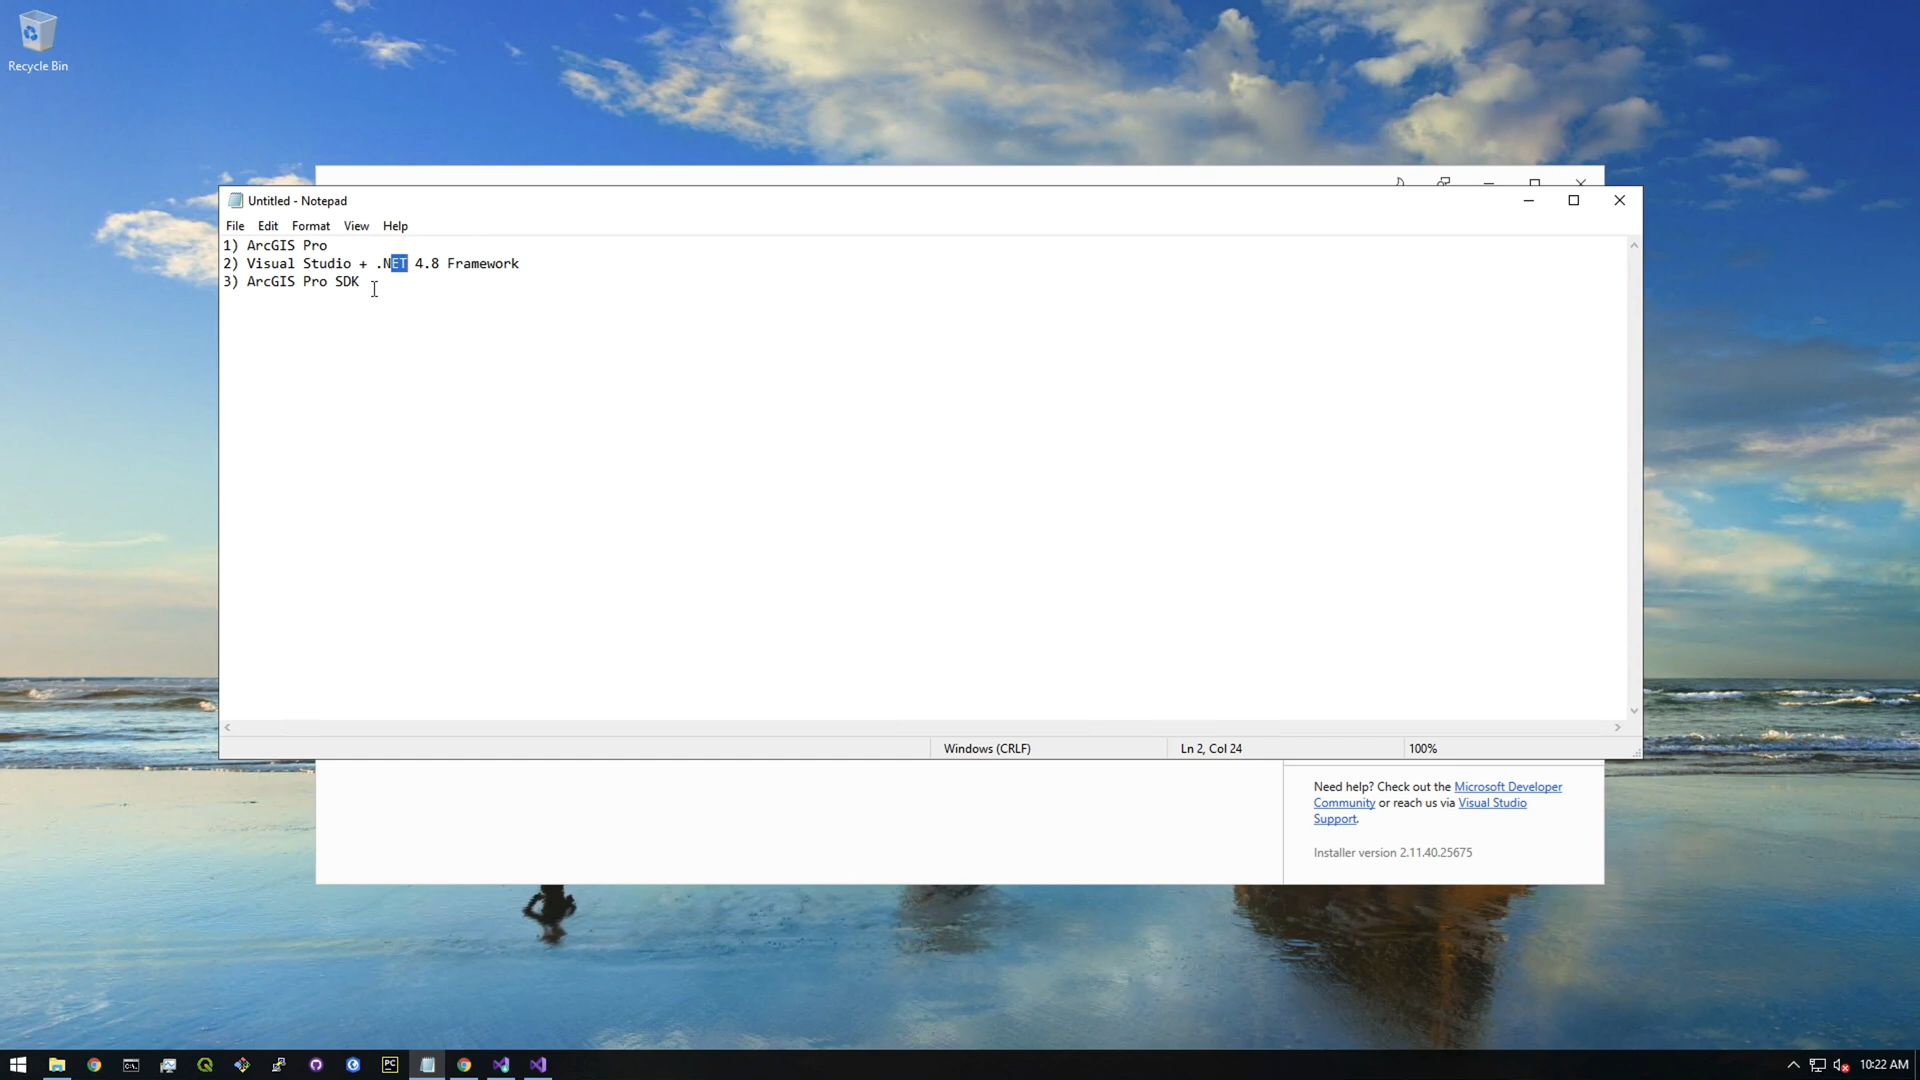 Recycle Bin
Untitled - Notepad
File Edit Format View Help
1) ArcGIS Pro
2) Visual Studio + .NET 4.8 Framework
3) ArcGIS Pro SDK
Windows (CRLF) Ln 2, Col 24 100%
Need help? Check out the Microsoft Developer
Community or reach us via Visual Studio
Support.
Installer version 2.11.40.25675
PC
10:22 AM